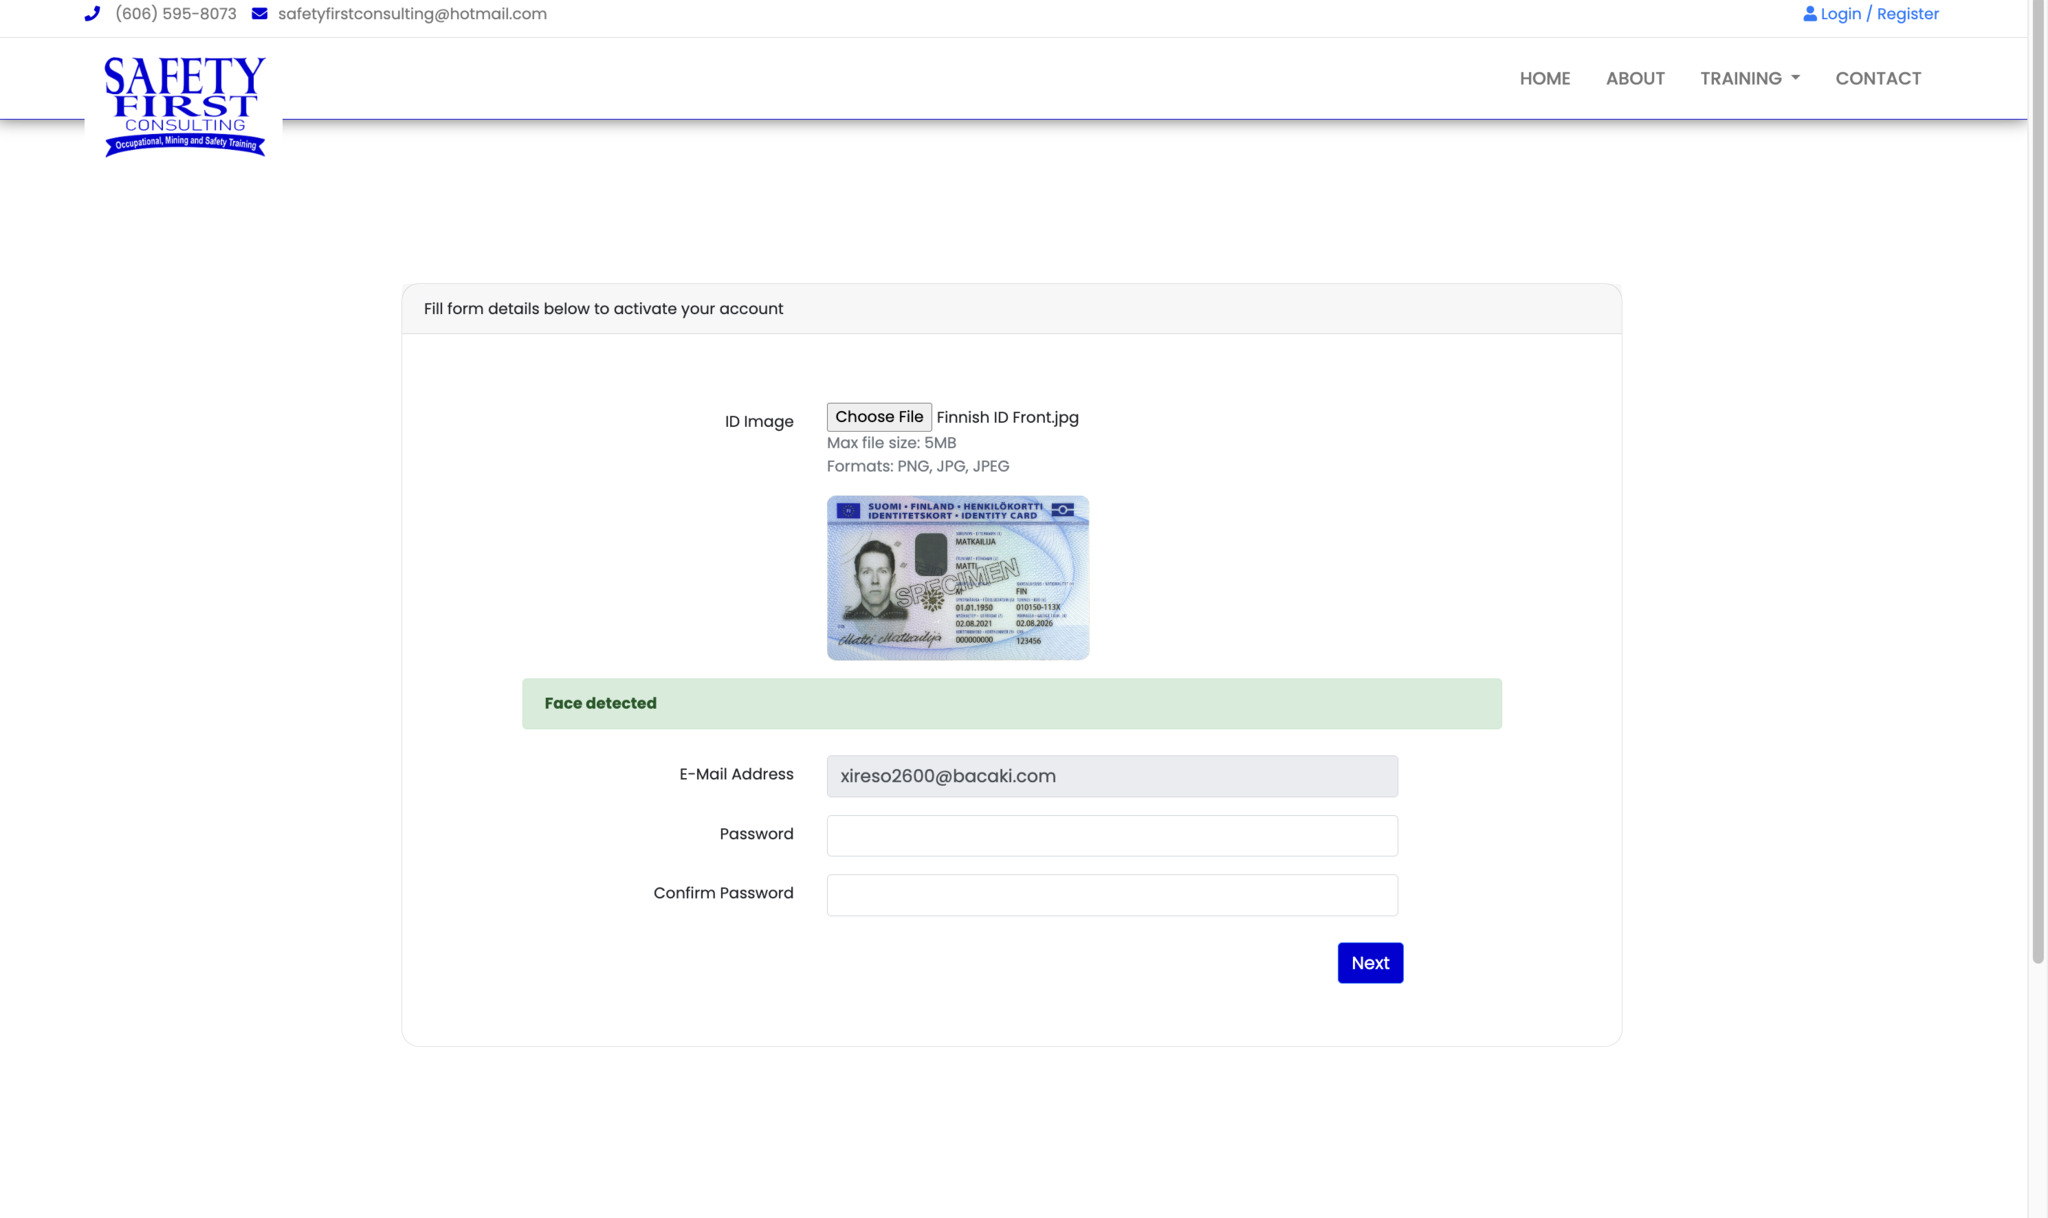 (606) 595-8073 safetyfirstconsulting@hotmail.com Login / Register
SAFETY
FIRST
CONSULTING
Occupational, Mining and Safety Training
HOME ABOUT TRAINING CONTACT
Fill form details below to activate your account
ID Image Choose File Finnish ID Front.jpg
Max file size: 5MB
Formats: PNG, JPG, JPEG
SUOMI • FINLAND • HENKILÖKORTTI
IDENTITETSKORT • IDENTITY CARD
MATKAILIJA
MATTI
SPECIMEN
M FIN
01.01.1950 010150-113X
02.08.2021 02.08.2026
000000000 123456
Matti Matkailija
Face detected
E-Mail Address xireso2600@bacaki.com
Password
Confirm Password
Next